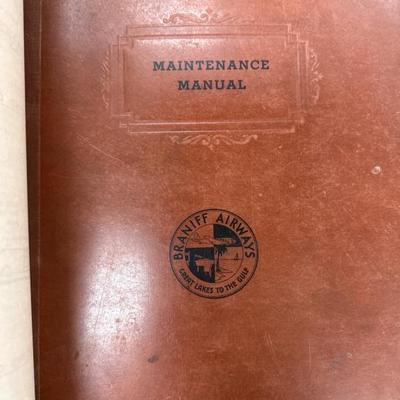 MAINTENANCE
MANUAL
BRANIFF AIRWAYS
GREAT LAKES TO THE GULF